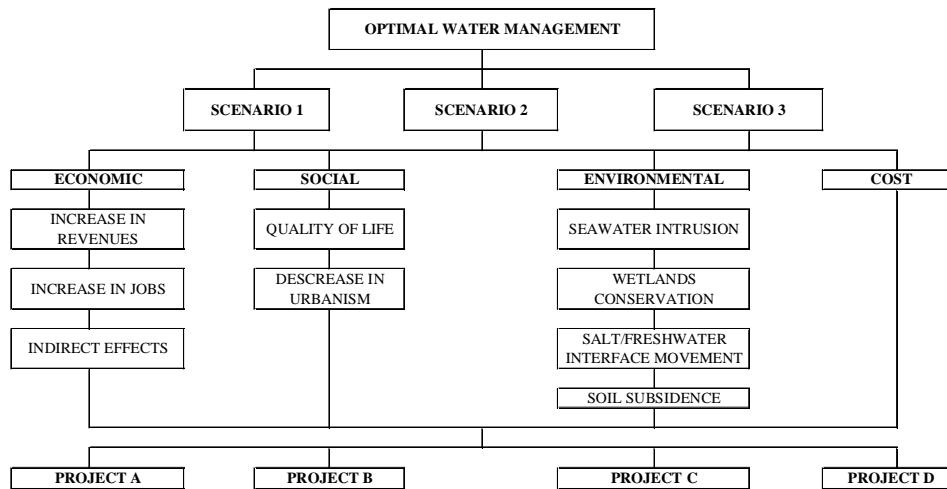 OPTIMAL WATER MANAGEMENT
SCENARIO 1
SCENARIO 2
SCENARIO 3
ECONOMIC
SOCIAL
ENVIRONMENTAL
COST
INCREASE IN
REVENUES
QUALITY OF LIFE
SEAWATER INTRUSION
INCREASE IN JOBS
DESCREASE IN
URBANISM
WETLANDS
CONSERVATION
INDIRECT EFFECTS
SALT/FRESHWATER
INTERFACE MOVEMENT
SOIL SUBSIDENCE
PROJECT A
PROJECT B
PROJECT C
PROJECT D